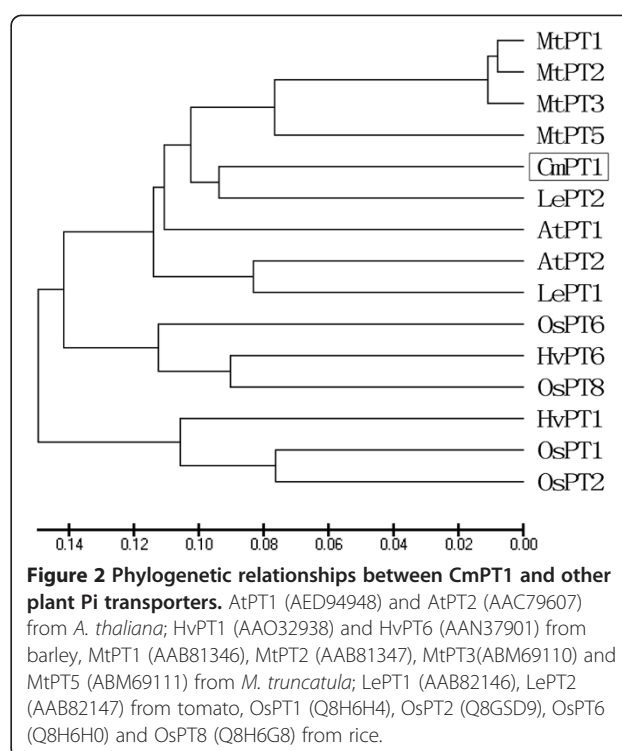 MtPT1
MtPT2
MtPT3
MtPT5
CmPT1
LePT2
AtPT1
AtPT2
LePT1
OsPT6
HvPT6
OsPT8
HvPT1
OsPT1
OsPT2
0.14 0.12 0.10 0.08 0.06 0.04 0.02 0.00
Figure 2 Phylogenetic relationships between CmPT1 and other
plant Pi transporters. AtPT1 (AED94948) and AtPT2 (AAC79607)
from A. thaliana; HvPT1 (AAO32938) and HvPT6 (AAN37901) from
barley, MtPT1 (AAB81346), MtPT2 (AAB81347), MtPT3(ABM69110) and
MtPT5 (ABM69111) from M. truncatula; LePT1 (AAB82146), LePT2
(AAB82147) from tomato, OsPT1 (Q8H6H4), OsPT2 (Q8GSD9), OsPT6
(Q8H6H0) and OsPT8 (Q8H6G8) from rice.